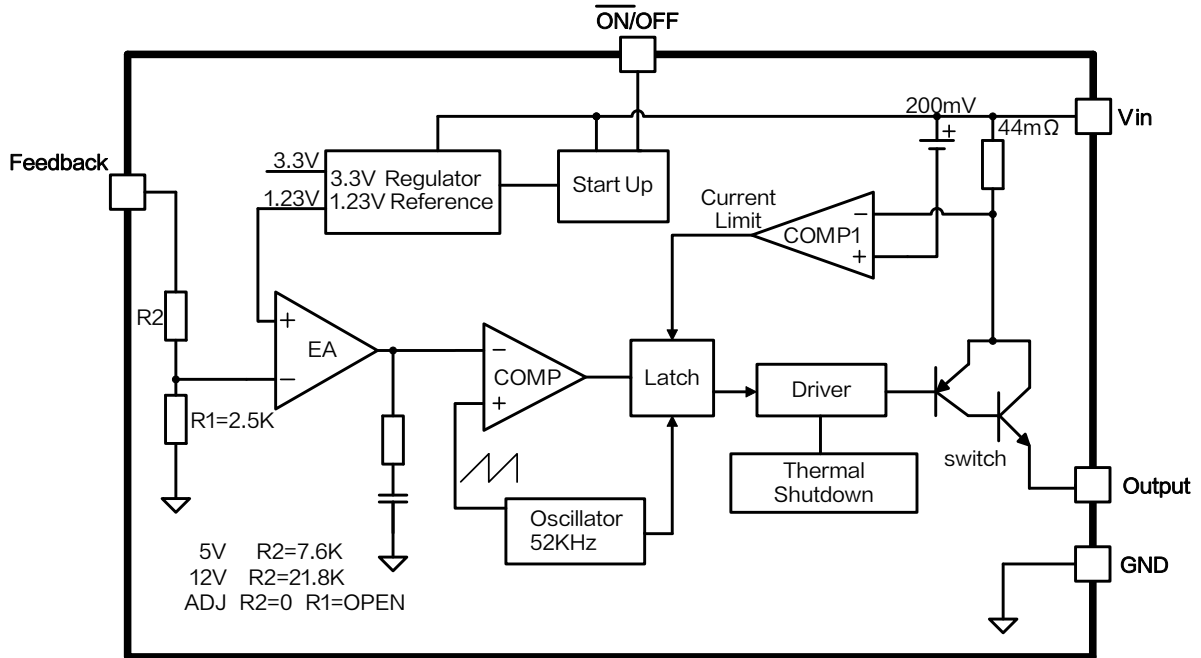 ON/OFF
200mV
+
44mΩ
Vin
Feedback
3.3V
3.3V Regulator
1.23V
1.23V Reference
Start Up
Current
Limit
−
COMP1
+
R2
+
EA
−
−
COMP
+
Latch
Driver
R1=2.5K
switch
Thermal
Shutdown
Output
Oscillator
52KHz
5V R2=7.6K
12V R2=21.8K
ADJ R2=0 R1=OPEN
GND